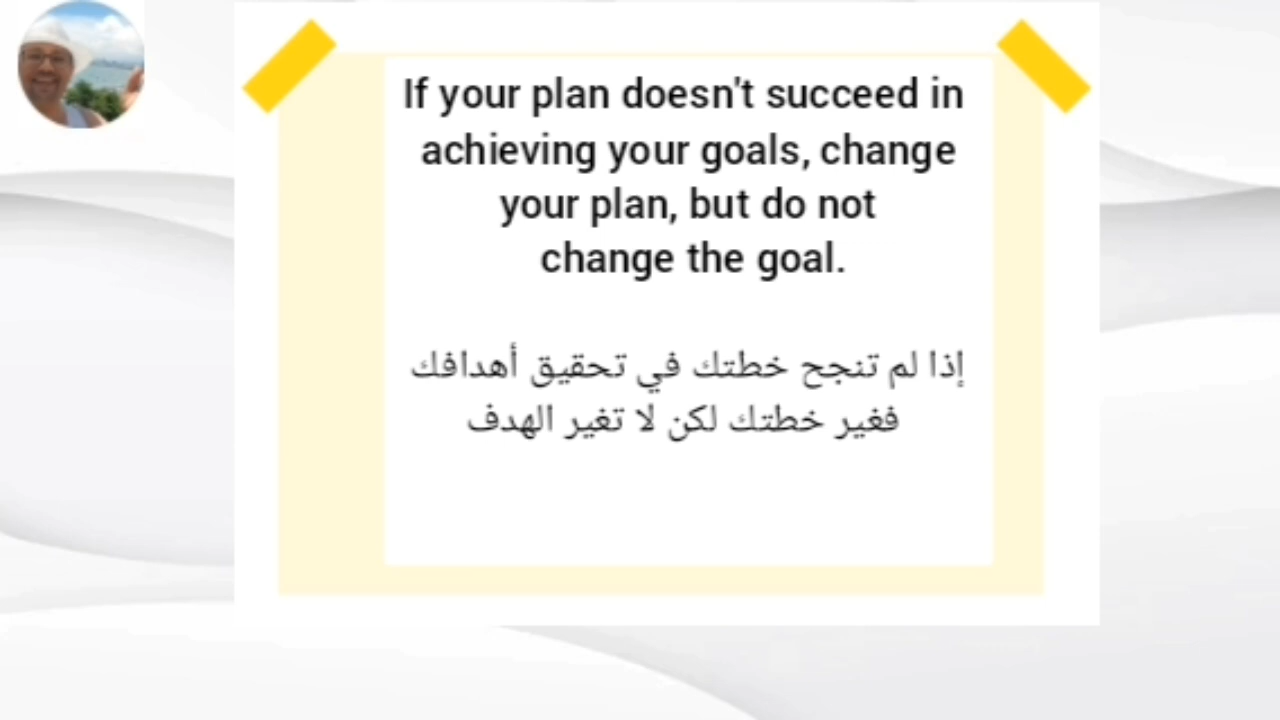 If your plan doesn't succeed in
achieving your goals, change
your plan, but do not
change the goal.
إذا لم تنجح خطتك في تحقيق أهدافك
فغير خطتك لكن لا تغير الهدف